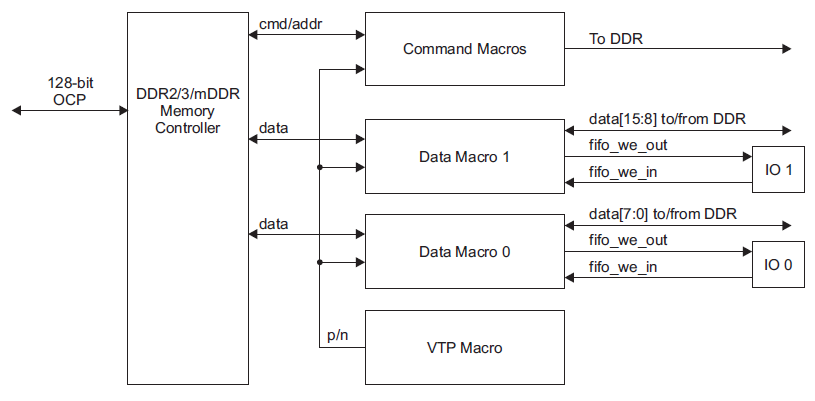 cmd/addr
Command Macros
To DDR
128-bit
OCP
DDR2/3/mDDR
Memory
Controller
data
Data Macro 1
data[15:8] to/from DDR
fifo_we_out
fifo_we_in
IO 1
data
Data Macro 0
data[7:0] to/from DDR
fifo_we_out
fifo_we_in
IO 0
p/n
VTP Macro